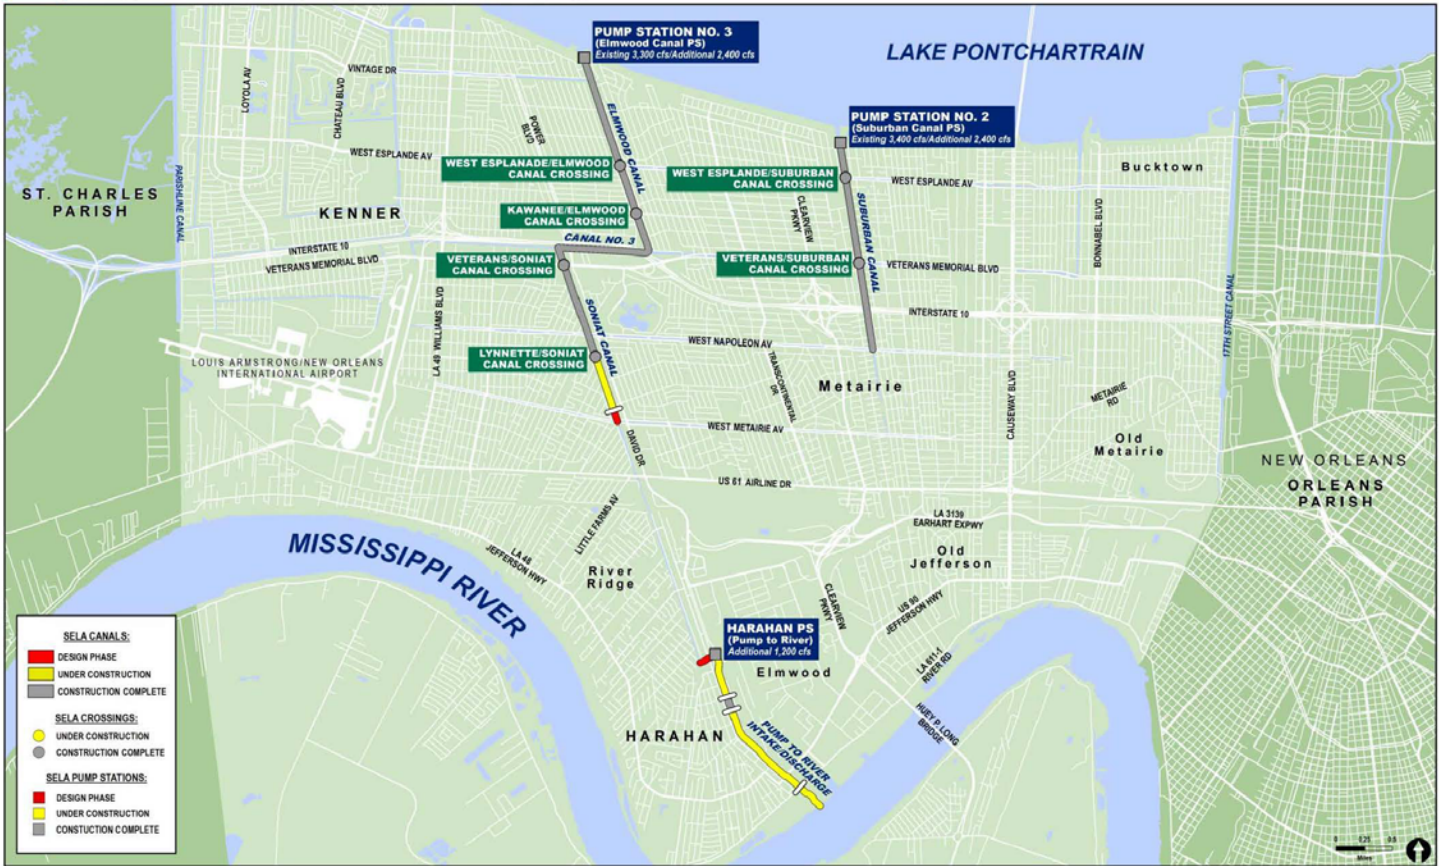 PUMP STATION NO. 3
(Elmwood Canal PS)
Existing 3,300 cfs/Additional 2,400 cfs
LAKE PONTCHARTRAIN
VINTAGE DR
LOYOLA AV
CHATEAU BLVD
POWER
BLVD
ELMWOOD CANAL
PUMP STATION NO. 2
(Suburban Canal PS)
Existing 3,400 cfs/Additional 2,400 cfs
WEST ESPLANDE AV
WEST ESPLANADE/ELMWOOD
CANAL CROSSING
WEST ESPLANDE/SUBURBAN
CANAL CROSSING
WEST ESPLANDE AV
Bucktown
PARISHLINE CANAL
ST. CHARLES
PARISH
KENNER
KAWANEE/ELMWOOD
CANAL CROSSING
CLEARVIEW
PKWY
SUBURBAN CANAL
BONNABEL BLVD
CANAL NO. 3
INTERSTATE 10
VETERANS MEMORIAL BLVD
VETERANS/SONIAT
CANAL CROSSING
VETERANS/SUBURBAN
CANAL CROSSING
VETERANS MEMORIAL BLVD
17TH STREET CANAL
LA 49 WILLIAMS BLVD
SONIAT CANAL
INTERSTATE 10
WEST NAPOLEON AV
LOUIS ARMSTRONG/NEW ORLEANS
INTERNATIONAL AIRPORT
LYNNETTE/SONIAT
CANAL CROSSING
TRANSCONTINENTAL
DR
Metairie
CAUSEWAY BLVD
METAIRIE
RD
DAVID DR
WEST METAIRIE AV
Old
Metairie
NEW ORLEANS
ORLEANS
PARISH
US 61 AIRLINE DR
LITTLE FARMS AV
LA 3139
EARHART EXPWY
MISSISSIPPI RIVER
LA 48
JEFFERSON HWY
River
Ridge
Old
Jefferson
CLEARVIEW
PKWY
US 90
JEFFERSON HWY
HARAHAN PS
(Pump to River)
Additional 1,200 cfs
Elmwood
LA 611-1
RIVER RD
HUEY P. LONG
BRIDGE
HARAHAN
PUMP TO RIVER
INTAKE/DISCHARGE
SELA CANALS:
DESIGN PHASE
UNDER CONSTRUCTION
CONSTRUCTION COMPLETE
SELA CROSSINGS:
UNDER CONSTRUCTION
CONSTRUCTION COMPLETE
SELA PUMP STATIONS:
DESIGN PHASE
UNDER CONSTRUCTION
CONSTUCTION COMPLETE
0 0.25 0.5
Miles